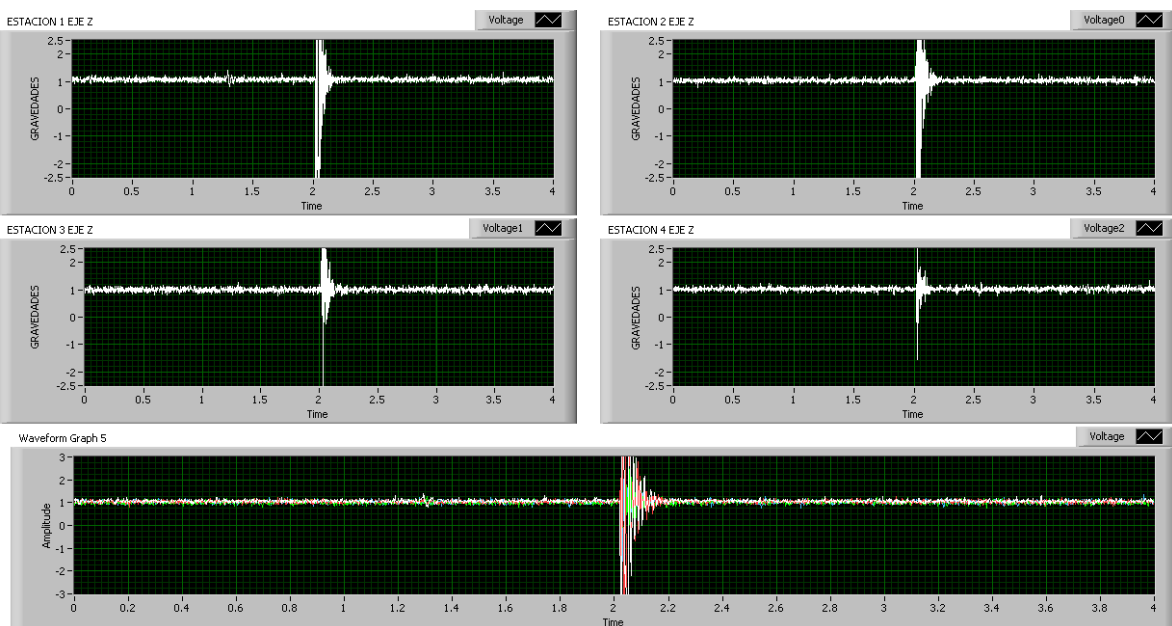 ESTACION 1 EJE Z
Voltage
GRAVEDADES
2.5
2
1
0
-1
-2
-2.5
0 0.5 1 1.5 2 2.5 3 3.5 4
Time
ESTACION 2 EJE Z
Voltage0
GRAVEDADES
2.5
2
1
0
-1
-2
-2.5
0 0.5 1 1.5 2 2.5 3 3.5 4
Time
ESTACION 3 EJE Z
Voltage1
GRAVEDADES
2.5
2
1
0
-1
-2
-2.5
0 0.5 1 1.5 2 2.5 3 3.5 4
Time
ESTACION 4 EJE Z
Voltage2
GRAVEDADES
2.5
2
1
0
-1
-2
-2.5
0 0.5 1 1.5 2 2.5 3 3.5 4
Time
Waveform Graph 5
Voltage
Amplitude
3
2
1
0
-1
-2
-3
0 0.2 0.4 0.6 0.8 1 1.2 1.4 1.6 1.8 2 2.2 2.4 2.6 2.8 3 3.2 3.4 3.6 3.8 4
Time